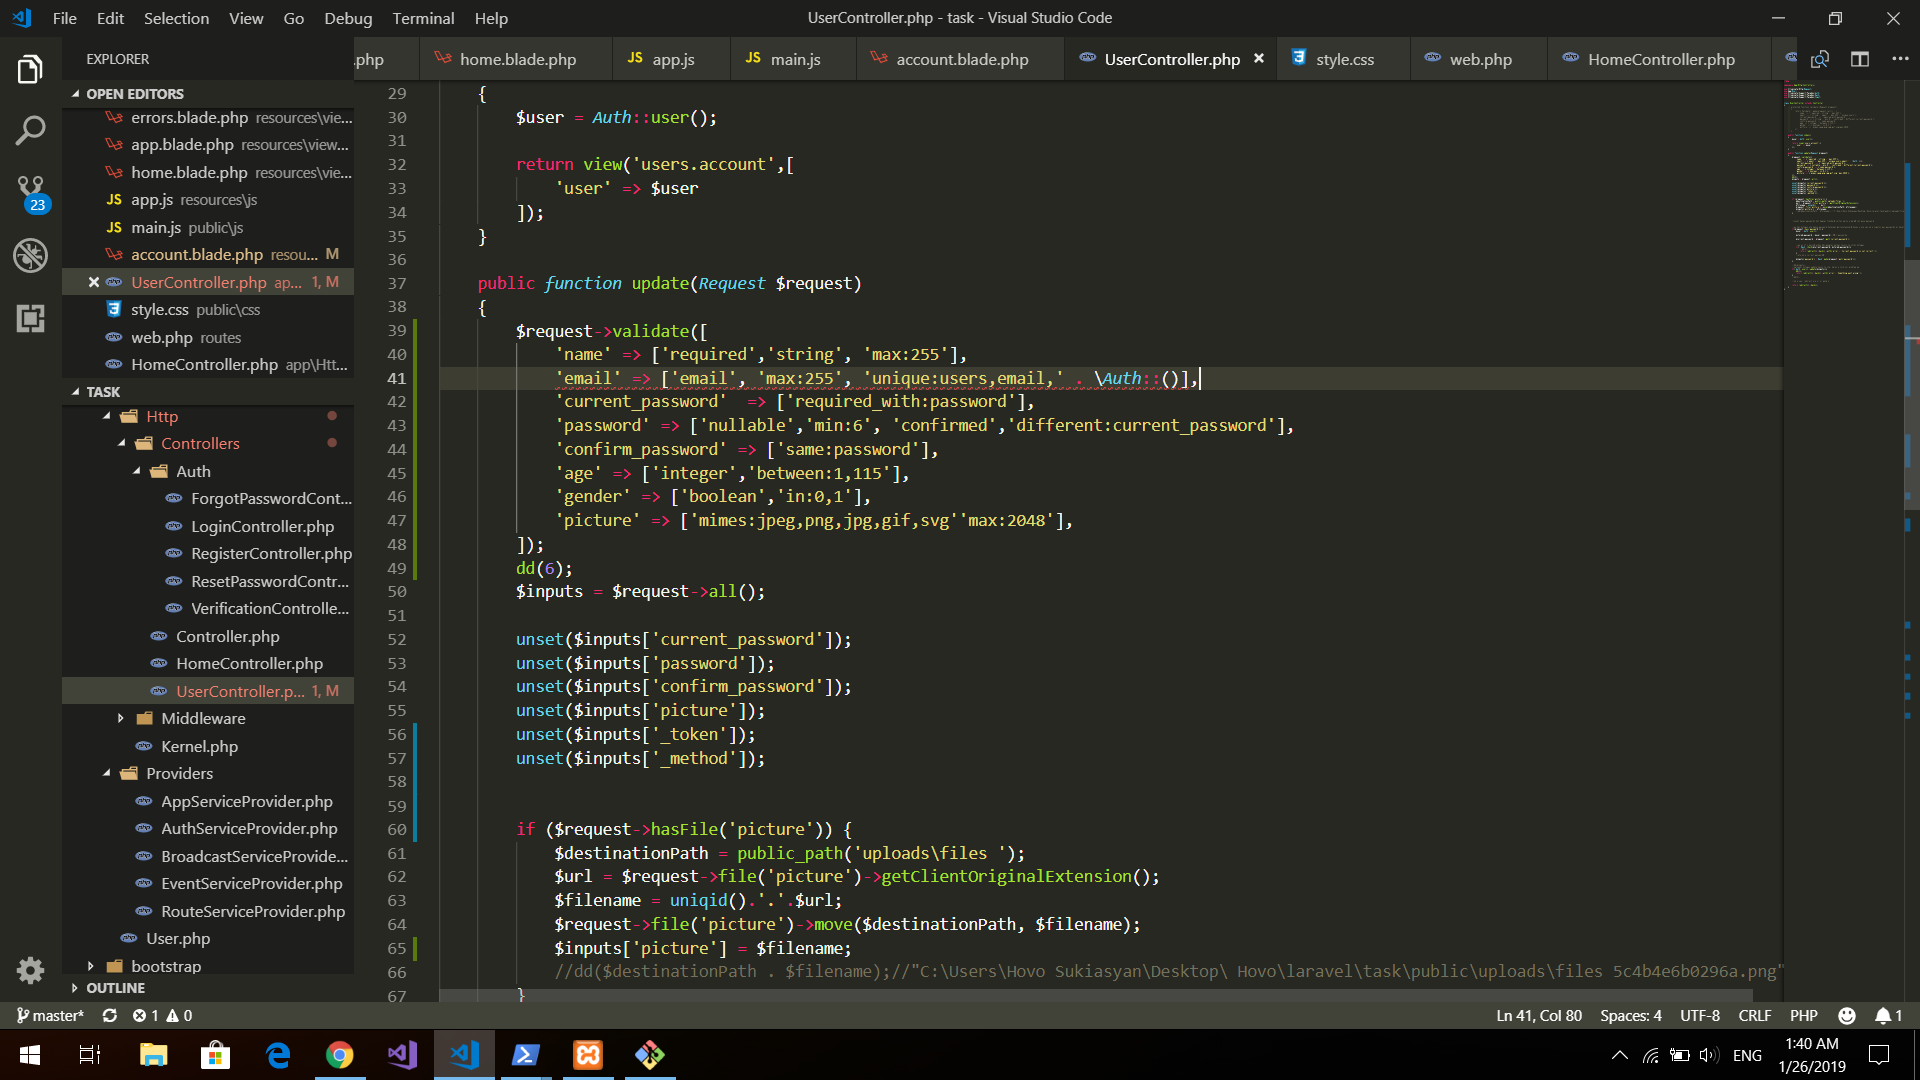 File Edit Selection View Go Debug Terminal Help
UserController.php - task - Visual Studio Code
EXPLORER
.php
home.blade.php
JS app.js
JS main.js
account.blade.php
UserController.php
style.css
web.php
HomeController.php
OPEN EDITORS
errors.blade.php resources\vie...
app.blade.php resources\view...
home.blade.php resources\vie...
JS app.js resources\js
JS main.js public\js
account.blade.php resou... M
UserController.php ap... 1, M
style.css public\css
web.php routes
HomeController.php app\Htt...
TASK
Http
Controllers
Auth
ForgotPasswordCont...
LoginController.php
RegisterController.php
ResetPasswordContr...
VerificationControlle...
Controller.php
HomeController.php
UserController.p... 1, M
Middleware
Kernel.php
Providers
AppServiceProvider.php
AuthServiceProvider.php
BroadcastServiceProvide...
EventServiceProvider.php
RouteServiceProvider.php
User.php
bootstrap
OUTLINE
23
29 {
30 $user = Auth::user();
31
32 return view('users.account',[
33 'user' => $user
34 ]);
35 }
36
37 public function update(Request $request)
38 {
39 $request->validate([
40 'name' => ['required','string', 'max:255'],
41 'email' => ['email', 'max:255', 'unique:users,email,' . \Auth::()],
42 'current_password'  => ['required_with:password'],
43 'password' => ['nullable','min:6', 'confirmed','different:current_password'],
44 'confirm_password' => ['same:password'],
45 'age' => ['integer','between:1,115'],
46 'gender' => ['boolean','in:0,1'],
47 'picture' => ['mimes:jpeg,png,jpg,gif,svg''max:2048'],
48 ]);
49 dd(6);
50 $inputs = $request->all();
51
52 unset($inputs['current_password']);
53 unset($inputs['password']);
54 unset($inputs['confirm_password']);
55 unset($inputs['picture']);
56 unset($inputs['_token']);
57 unset($inputs['_method']);
58
59
60 if ($request->hasFile('picture')) {
61 $destinationPath = public_path('uploads\files ');
62 $url = $request->file('picture')->getClientOriginalExtension();
63 $filename = uniqid().'.'.$url;
64 $request->file('picture')->move($destinationPath, $filename);
65 $inputs['picture'] = $filename;
66 //dd($destinationPath . $filename);//"C:\Users\Hovo Sukiasyan\Desktop\ Hovo\laravel\task\public\uploads\files 5c4b4e6b0296a.png"
67 }
master* 1 0
Ln 41, Col 80 Spaces: 4 UTF-8 CRLF PHP 1
ENG
1:40 AM
1/26/2019